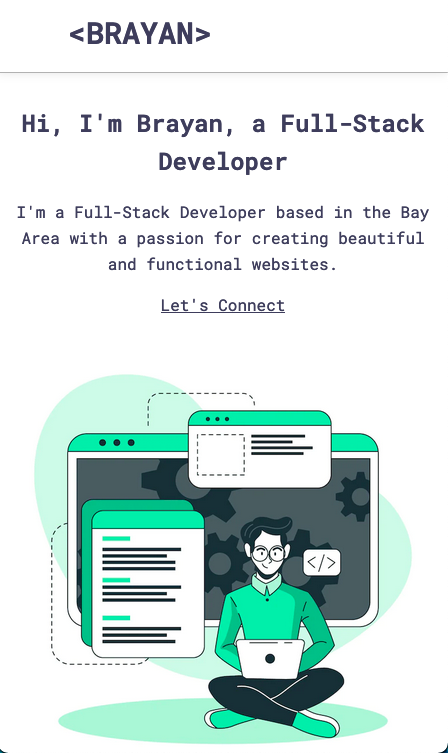 <BRAYAN>
Hi, I'm Brayan, a Full-Stack
Developer
I'm a Full-Stack Developer based in the Bay
Area with a passion for creating beautiful
and functional websites.
Let's Connect
</>